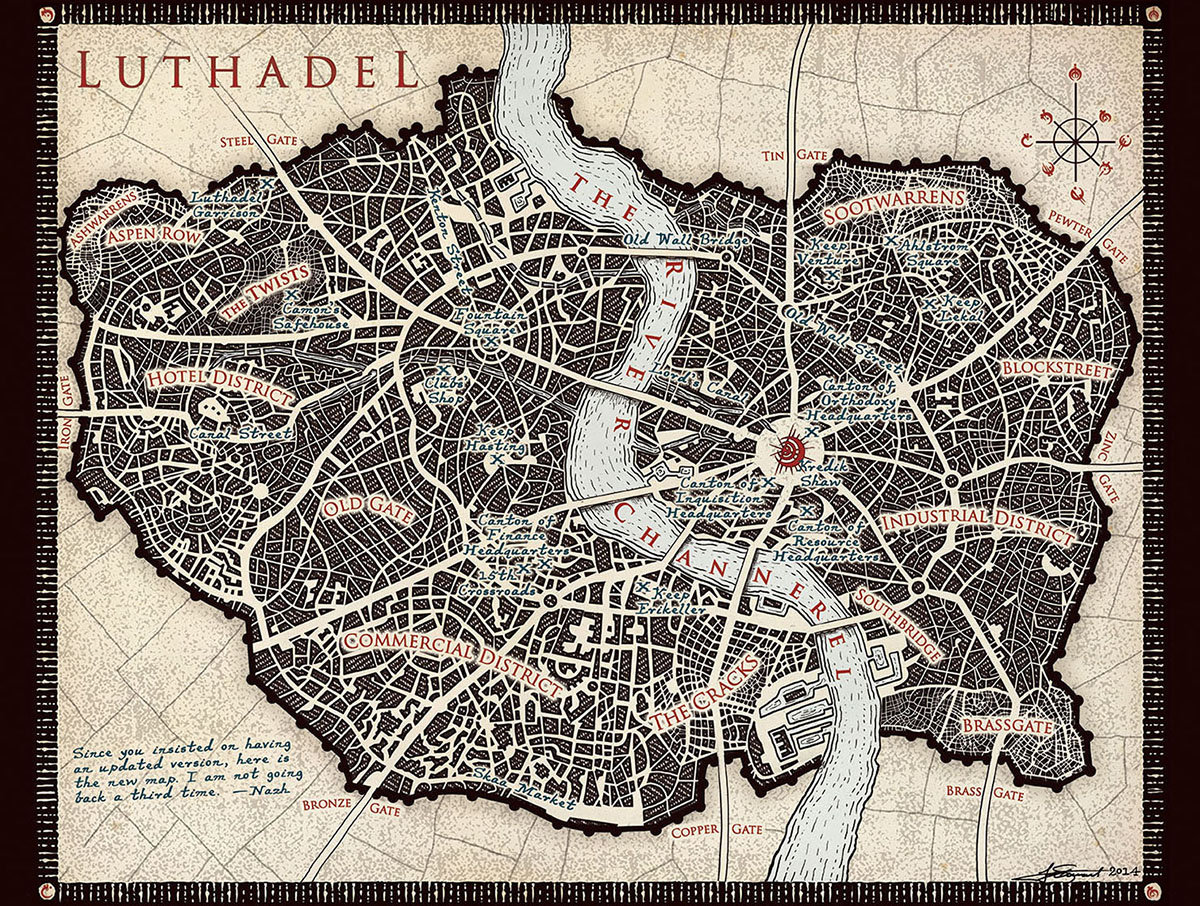 LUTHADEL
STEEL GATE
TIN GATE
PEWTER GATE
ASHWARRENS
ASPEN ROW
Luthadel
Garrison
Kenton Street
THE TWISTS
Camon's
Safehouse
Fountain
Square
Old Wall Bridge
SOOTWARRENS
Keep
Venture
Ahlstrom
Square
Keep
Lekal
Old Wall Street
THE RIVER CHANNEREL
IRON GATE
HOTEL DISTRICT
Canal Street
Clubs'
Shop
Lord's Canal
Canton of
Orthodoxy
Headquarters
BLOCKSTREET
ZINC GATE
Keep
Hasting
Kredik
Shaw
Canton of
Inquisition
Headquarters
OLD GATE
Canton of
Finance
Headquarters
15th
Crossroads
Canton of
Resource
Headquarters
INDUSTRIAL DISTRICT
Keep
Erikeller
SOUTHBRIDGE
COMMERCIAL DISTRICT
THE CRACKS
BRASSGATE
Since you insisted on having
an updated version, here is
the new map. I am not going
back a third time. —Nazh
Skaa Market
BRONZE GATE
COPPER GATE
BRASS GATE
2014